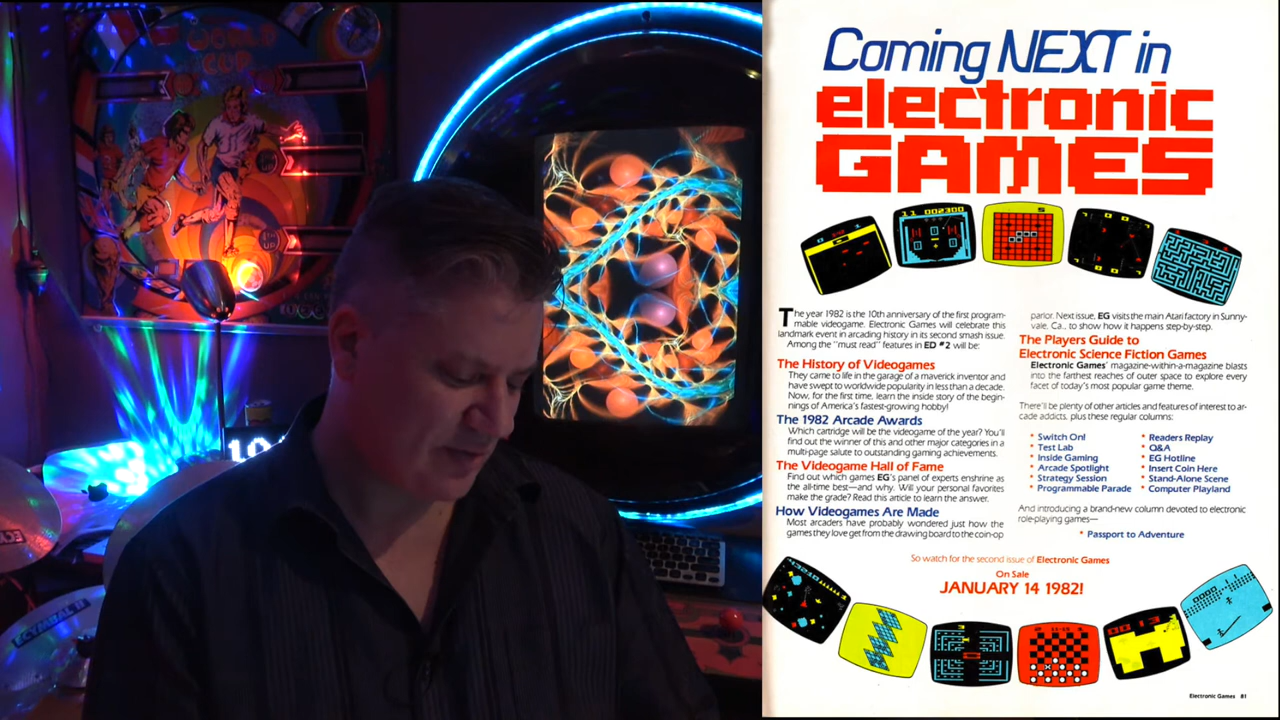 WORLD
CUP
ECYMBAL II
Coming NEXT in
electronic
GAMES
The year 1982 is the 10th anniversary of the first program-
mable videogame. Electronic Games will celebrate this
landmark event in arcading history in its second smash issue.
Among the "must read" features in ED #2 will be:
The History of Videogames
They came to life in the garage of a maverick inventor and
have swept to worldwide popularity in less than a decade.
Now, for the first time, learn the inside story of the begin-
nings of America's fastest-growing hobby!
The 1982 Arcade Awards
Which cartridge will be the videogame of the year? You'll
find out the winner of this and other major categories in a
multi-page salute to outstanding gaming achievements.
The Videogame Hall of Fame
Find out which games EG's panel of experts enshrine as
the all-time best—and why. Will your personal favorites
make the grade? Read this article to learn the answer.
How Videogames Are Made
Most arcaders have probably wondered just how the
games they love get from the drawing board to the coin-op
parlor. Next issue, EG visits the main Atari factory in Sunny-
vale, Ca., to show how it happens step-by-step.
The Players Guide to
Electronic Science Fiction Games
Electronic Games' magazine-within-a-magazine blasts
into the farthest reaches of outer space to explore every
facet of today's most popular game theme.
There'll be plenty of other articles and features of interest to ar-
cade addicts, plus these regular columns:
* Switch On!
* Test Lab
* Inside Gaming
* Arcade Spotlight
* Strategy Session
* Programmable Parade
* Readers Replay
* Q&A
* EG Hotline
* Insert Coin Here
* Stand-Alone Scene
* Computer Playland
And introducing a brand-new column devoted to electronic
role-playing games—
* Passport to Adventure
So watch for the second issue of Electronic Games
On Sale
JANUARY 14 1982!
Electronic Games 81